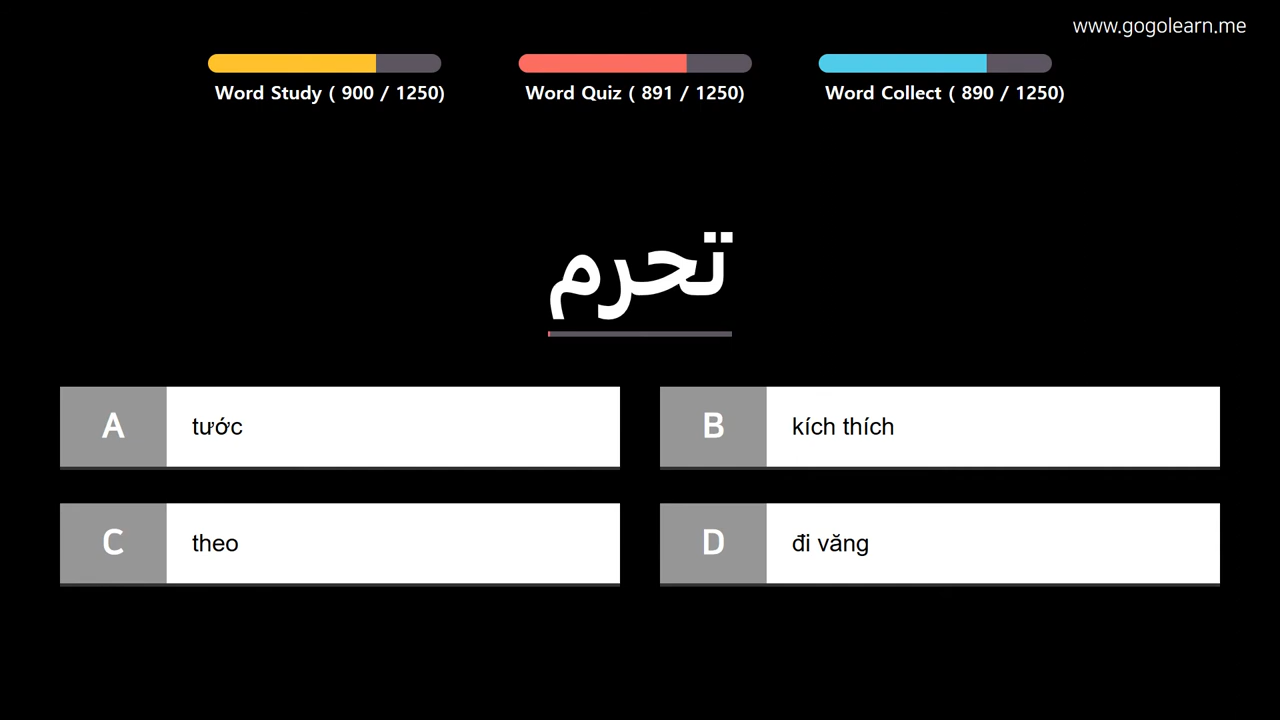 www.gogolearn.me
Word Study ( 900 / 1250)
Word Quiz ( 891 / 1250)
Word Collect ( 890 / 1250)
تحرم
A tước
B kích thích
C theo
D đi văng